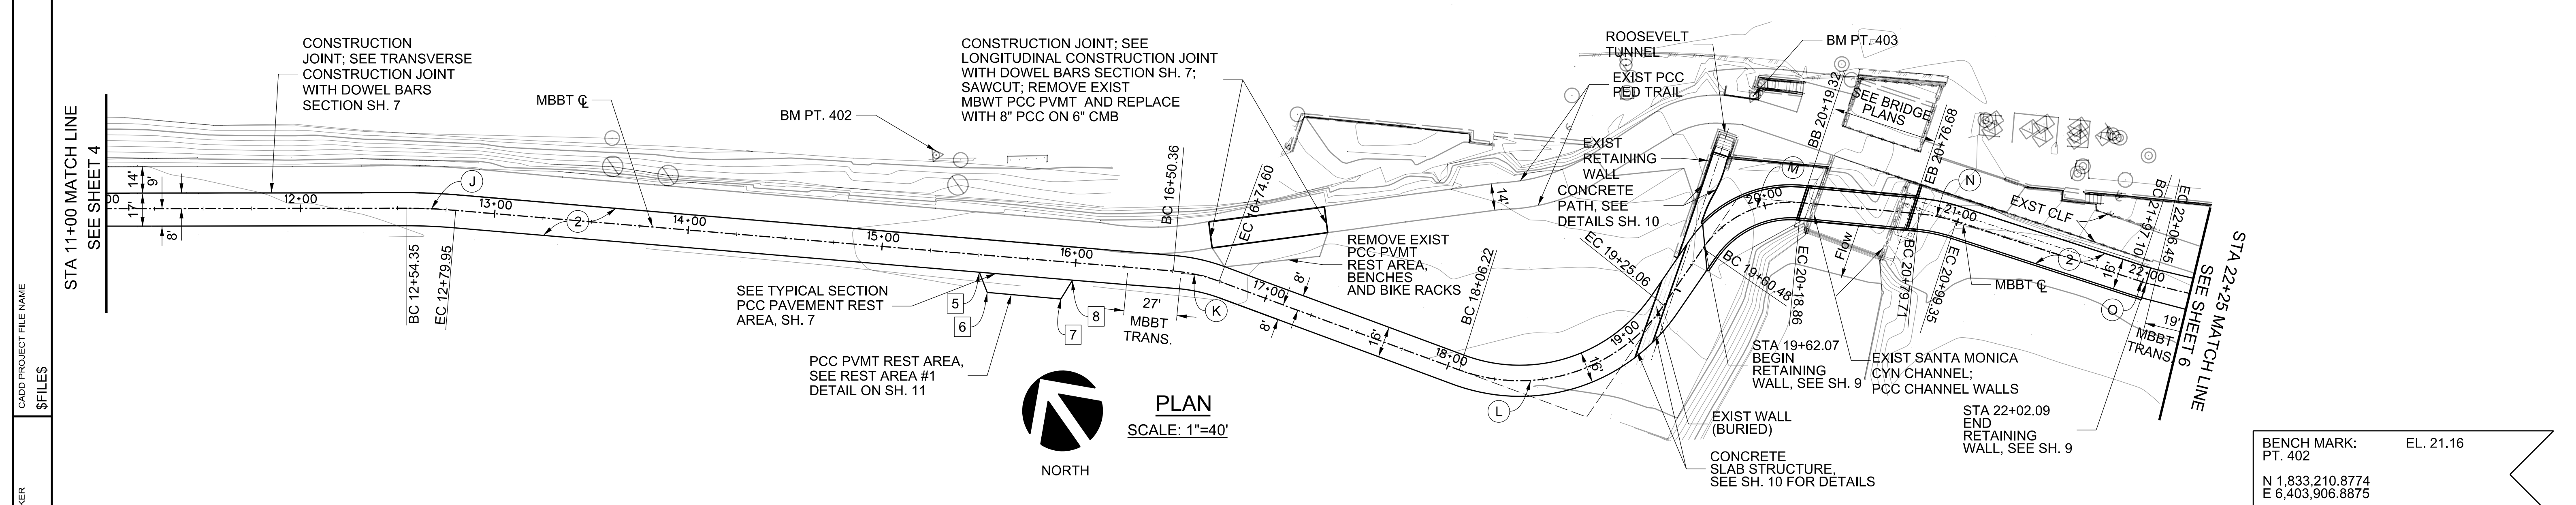 CADD PROJECT FILE NAME
$FILE$
KER
STA 11+00 MATCH LINE
SEE SHEET 4
14'
9'
17'
8'
00
CONSTRUCTION
JOINT; SEE TRANSVERSE
CONSTRUCTION JOINT
WITH DOWEL BARS
SECTION SH. 7
12+00
BC 12+54.35
EC 12+79.95
J
13+00
2
MBBT ℄
14+00
BM PT. 402
15+00
CONSTRUCTION JOINT; SEE
LONGITUDINAL CONSTRUCTION JOINT
WITH DOWEL BARS SECTION SH. 7;
SAWCUT; REMOVE EXIST
MBWT PCC PVMT AND REPLACE
WITH 8" PCC ON 6" CMB
SEE TYPICAL SECTION
PCC PAVEMENT REST
AREA, SH. 7
5
6
7
8
PCC PVMT REST AREA,
SEE REST AREA #1
DETAIL ON SH. 11
16+00
27'
MBBT
TRANS.
BC 16+50.36
EC 16+74.60
K
NORTH
PLAN
SCALE: 1"=40'
17+00
8'
8'
REMOVE EXIST
PCC PVMT
REST AREA,
BENCHES
AND BIKE RACKS
16'
18+00
BC 18+06.22
14'
L
16'
19+00
EC 19+25.06
ROOSEVELT
TUNNEL
EXIST PCC
PED TRAIL
EXIST
RETAINING
WALL
CONCRETE
PATH, SEE
DETAILS SH. 10
BM PT. 403
BB 20+19.32
SEE BRIDGE
PLANS
EB 20+76.68
M
20+00
N
21+00
BC 19+60.48
EC 20+18.86
Flow
BC 20+79.71
EC 20+99.35
EXST CLF
MBBT ℄
2
16'
BC 21+97.10
EC 22+06.45
22+00
O
19'
MBBT
TRANS.
STA 19+62.07
BEGIN
RETAINING
WALL, SEE SH. 9
EXIST SANTA MONICA
CYN CHANNEL;
PCC CHANNEL WALLS
EXIST WALL
(BURIED)
CONCRETE
SLAB STRUCTURE,
SEE SH. 10 FOR DETAILS
STA 22+02.09
END
RETAINING
WALL, SEE SH. 9
STA 22+25 MATCH LINE
SEE SHEET 6
BENCH MARK: EL. 21.16
PT. 402
N 1,833,210.8774
E 6,403,906.8875